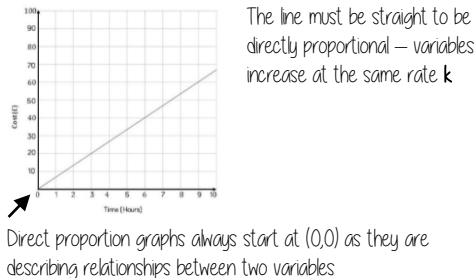 The line must be straight to be
directly proportional – variables
increase at the same rate k
100
90
80
70
60
50
40
30
20
10
Cost (£)
0 1 2 3 4 5 6 7 8 9 10
Time (Hours)
Direct proportion graphs always start at (0,0) as they are
describing relationships between two variables